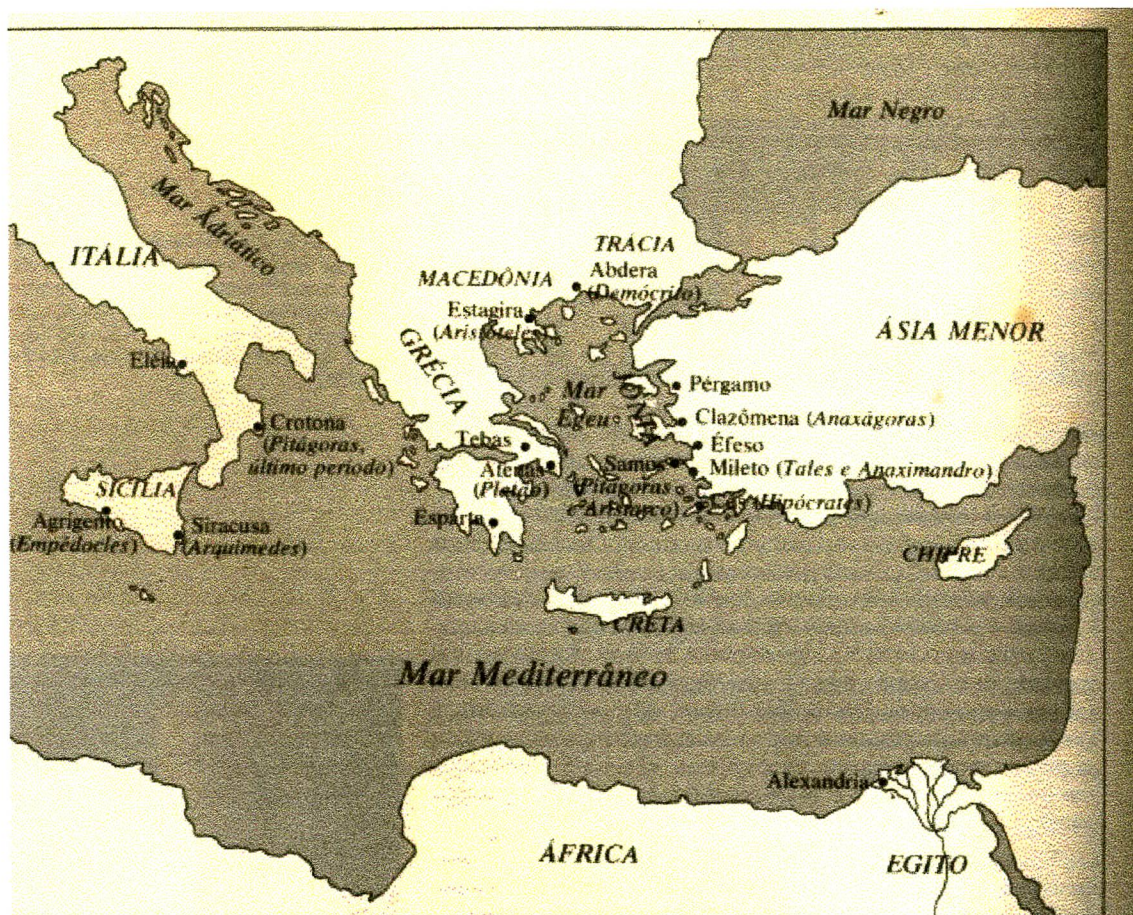 Mar Negro
Mar Adriático
ITÁLIA
TRÁCIA
MACEDÔNIA
Abdera
(Demócrito)
Estagira
(Aristóteles)
GRÉCIA
ÁSIA MENOR
Eléia
Mar
Egeu
JÔNIA
Pérgamo
Clazômena (Anaxágoras)
Crotona
(Pitágoras,
último período)
Tebas
Éfeso
Atenas
(Platão)
Samos
(Pitágoras
e Aristarco)
Mileto (Tales e Anaximandro)
Cós (Hipócrates)
SICÍLIA
Agrigento
(Empédocles)
Siracusa
(Arquimedes)
Esparta
CHIPRE
CRETA
Mar Mediterrâneo
Alexandria
ÁFRICA
EGITO